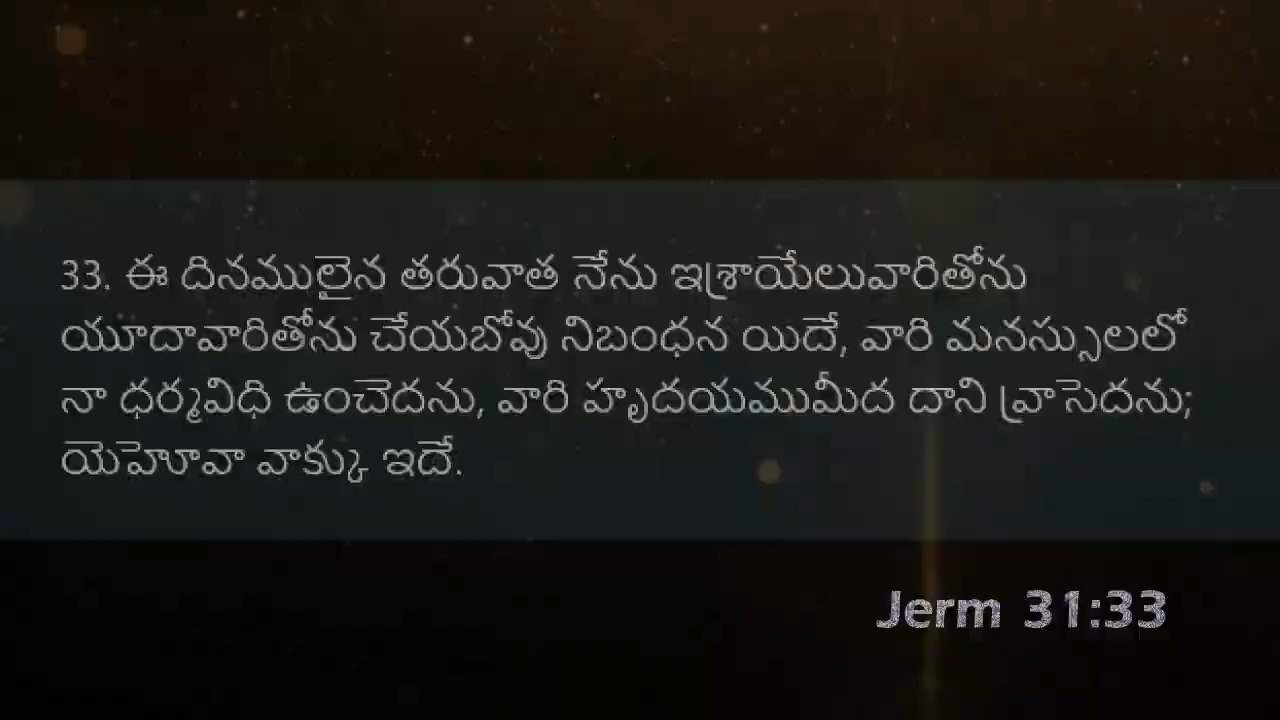 33. ఈ దినములైన తరువాత నేను ఇశ్రాయేలువారితోను
యూదావారితోను చేయబోవు నిబంధన యిదే, వారి మనస్సులలో
నా ధర్మవిధి ఉంచెదను, వారి హృదయముమీద దాని వ్రాసెదను;
యెహెూవా వాక్కు ఇదే.
Jerm 31:33